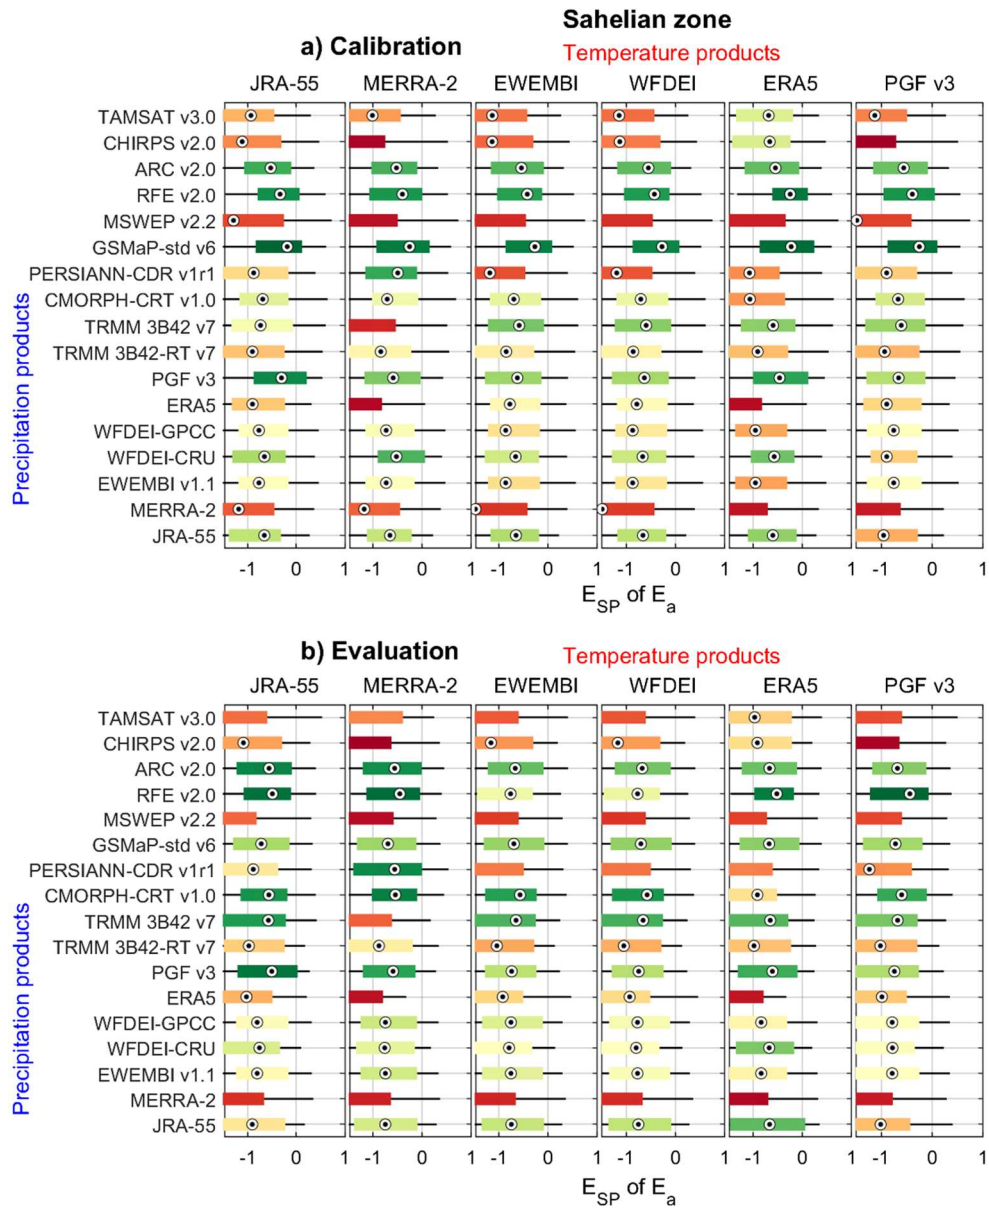 Sahelian zone
a) Calibration
Temperature products
JRA-55 MERRA-2 EWEMBI WFDEI ERA5 PGF v3
Precipitation products
TAMSAT v3.0
CHIRPS v2.0
ARC v2.0
RFE v2.0
MSWEP v2.2
GSMaP-std v6
PERSIANN-CDR v1r1
CMORPH-CRT v1.0
TRMM 3B42 v7
TRMM 3B42-RT v7
PGF v3
ERA5
WFDEI-GPCC
WFDEI-CRU
EWEMBI v1.1
MERRA-2
JRA-55
-1 0 1 -1 0 1 -1 0 1 -1 0 1 -1 0 1 -1 0 1
E_SP of E_a
b) Evaluation
Temperature products
JRA-55 MERRA-2 EWEMBI WFDEI ERA5 PGF v3
Precipitation products
TAMSAT v3.0
CHIRPS v2.0
ARC v2.0
RFE v2.0
MSWEP v2.2
GSMaP-std v6
PERSIANN-CDR v1r1
CMORPH-CRT v1.0
TRMM 3B42 v7
TRMM 3B42-RT v7
PGF v3
ERA5
WFDEI-GPCC
WFDEI-CRU
EWEMBI v1.1
MERRA-2
JRA-55
-1 0 1 -1 0 1 -1 0 1 -1 0 1 -1 0 1 -1 0 1
E_SP of E_a